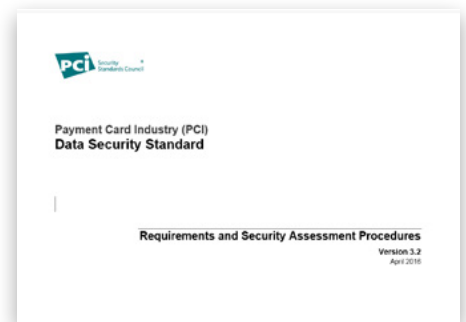 PCI Security
Standards Council
Payment Card Industry (PCI)
Data Security Standard
Requirements and Security Assessment Procedures
Version 3.2
April 2016